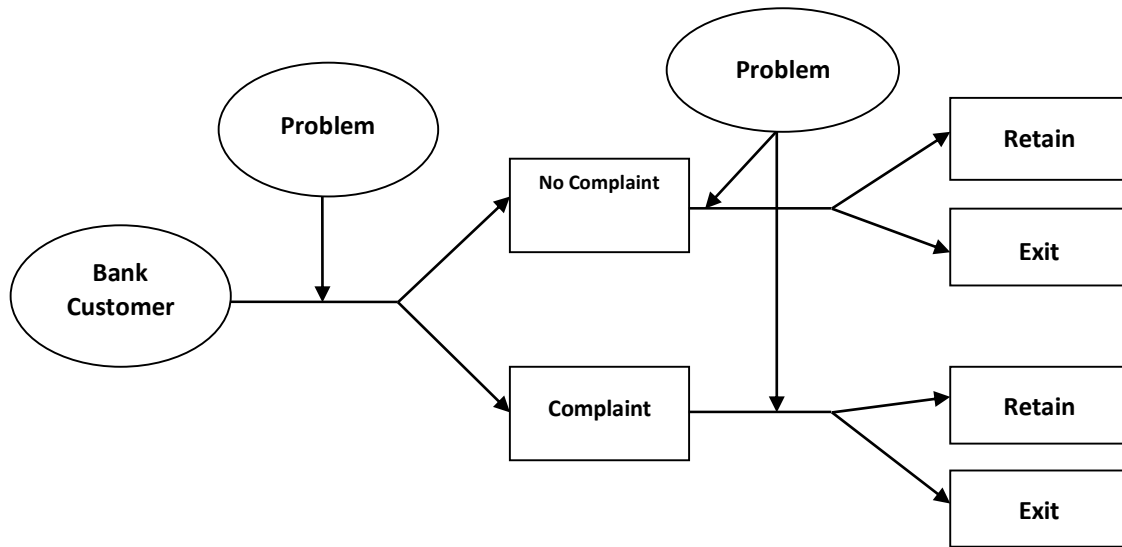 Problem
Problem
Retain
No Complaint
Exit
Bank
Customer
Complaint
Retain
Exit